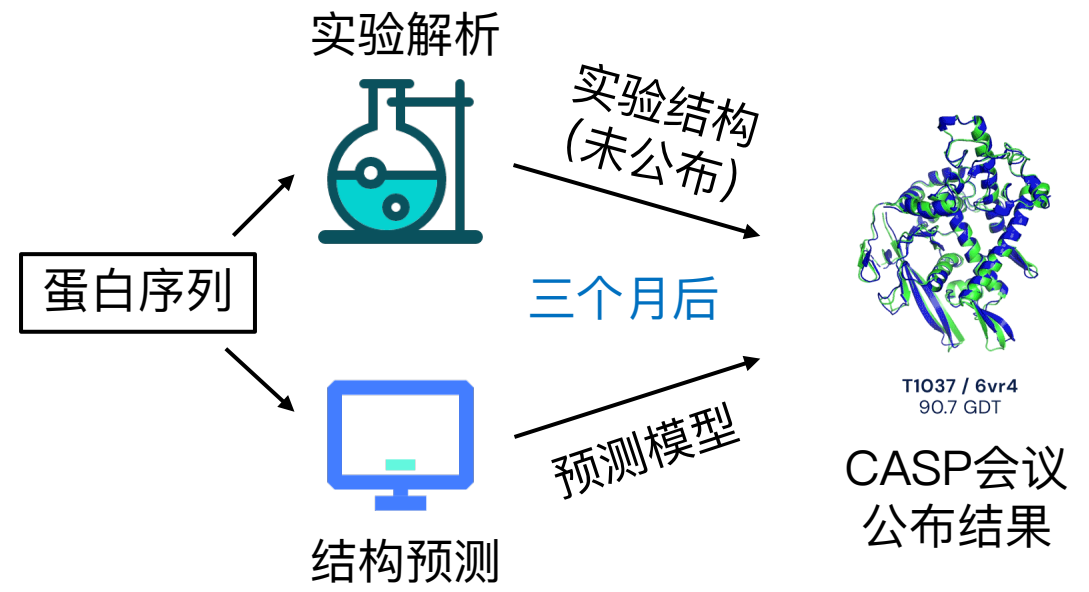 实验解析
实验结构
(未公布)
蛋白序列
三个月后
T1037 / 6vr4
90.7 GDT
预测模型
CASP会议
公布结果
结构预测